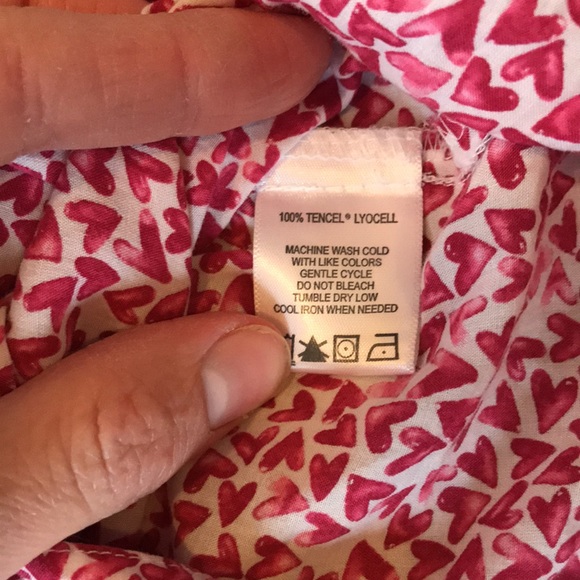 100% TENCEL® LYOCELL
MACHINE WASH COLD
WITH LIKE COLORS
GENTLE CYCLE
DO NOT BLEACH
TUMBLE DRY LOW
COOL IRON WHEN NEEDED